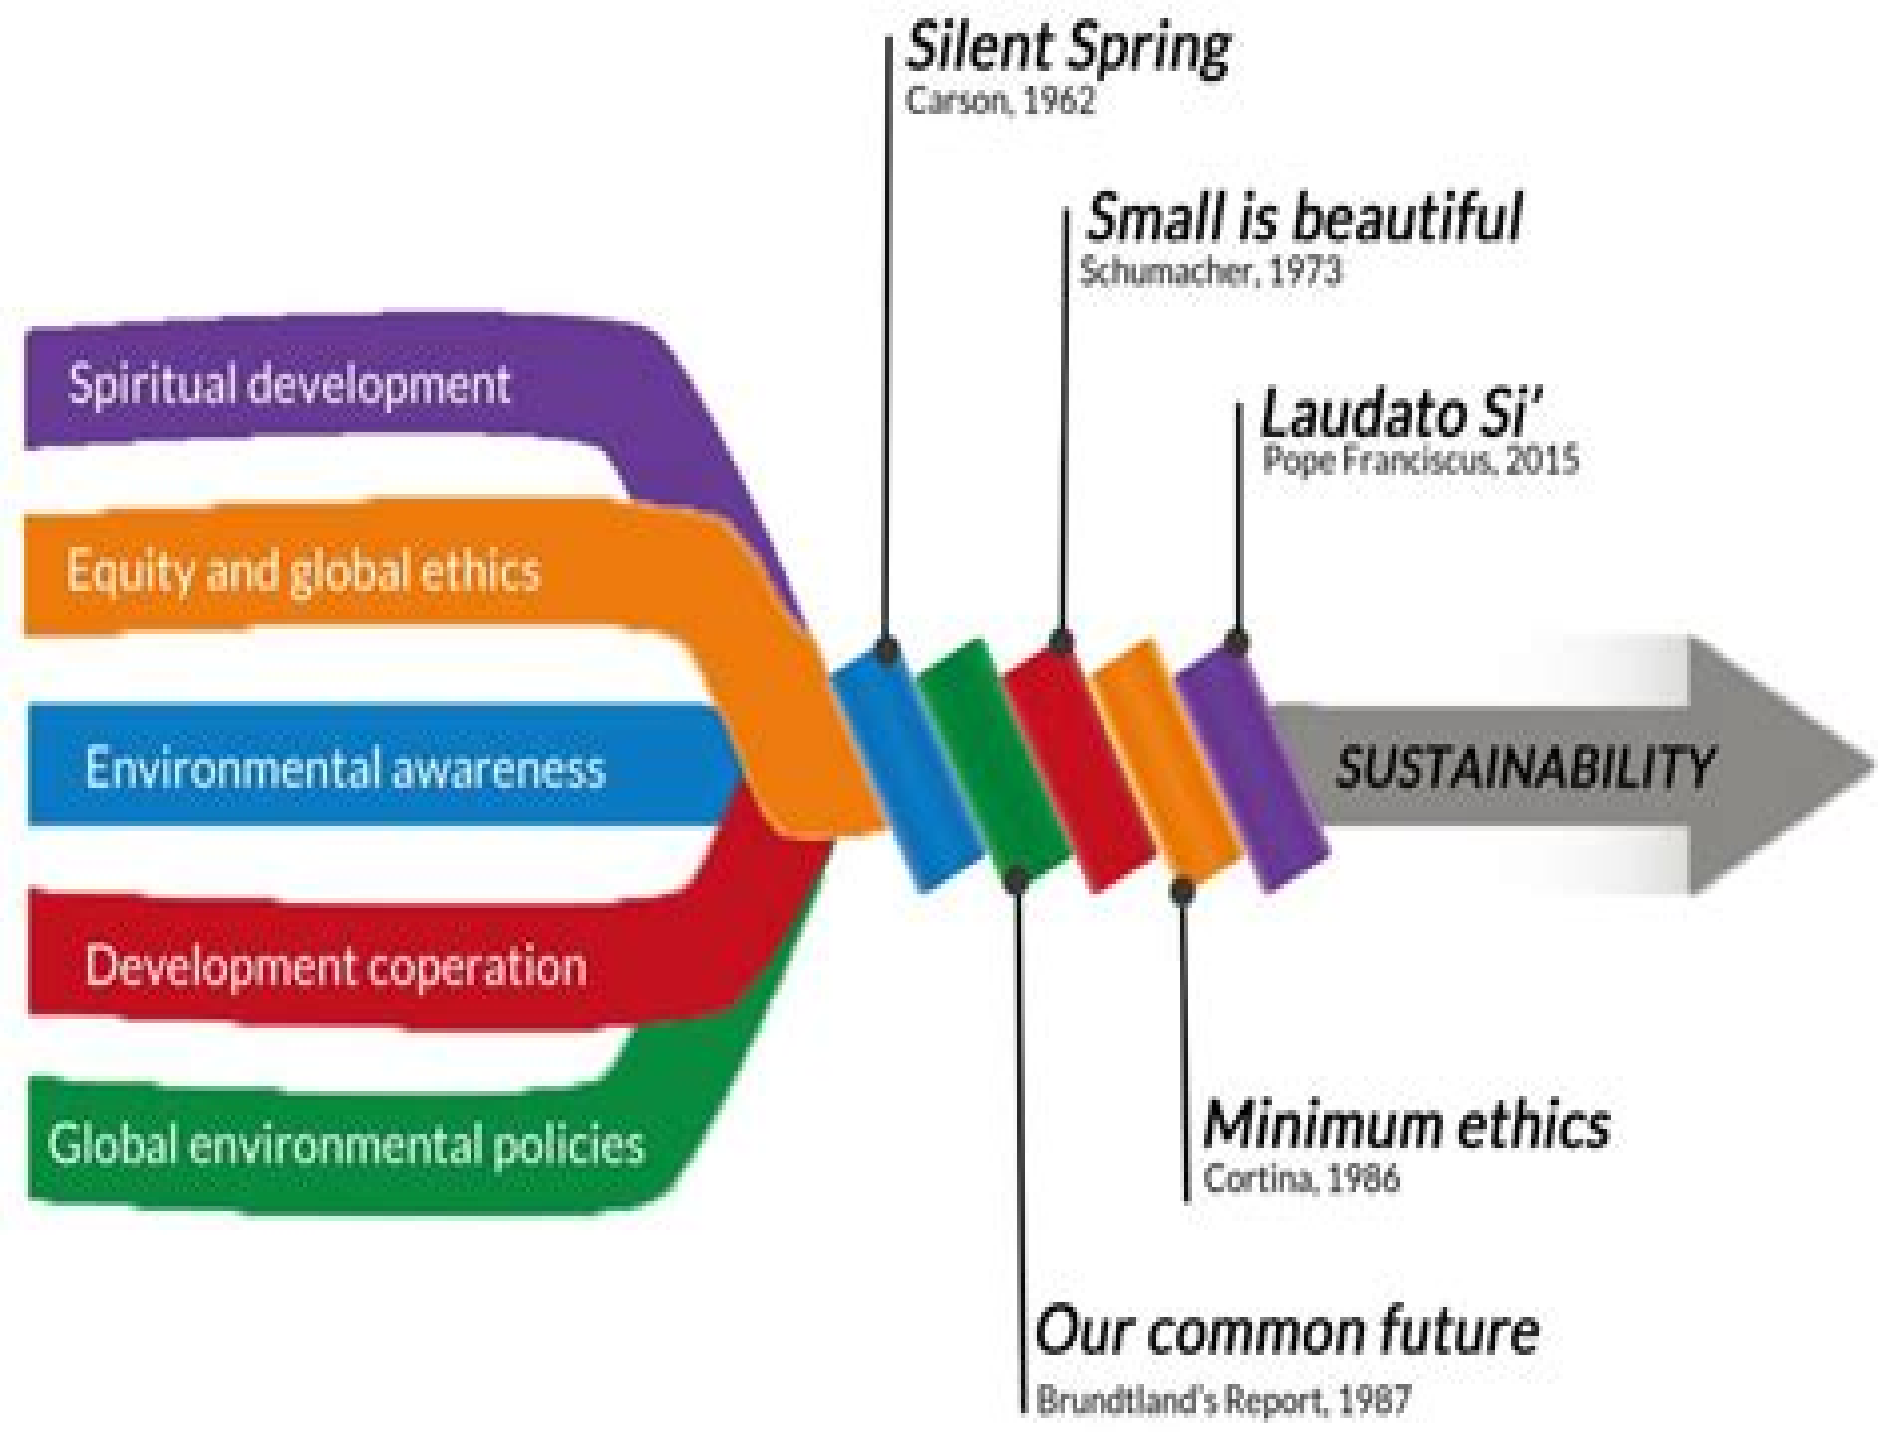 Silent Spring
Carson, 1962
Small is beautiful
Schumacher, 1973
Laudato Si’
Pope Franciscus, 2015
Spiritual development
Equity and global ethics
Environmental awareness
Development coperation
Global environmental policies
SUSTAINABILITY
Minimum ethics
Cortina, 1986
Our common future
Brundtland's Report, 1987